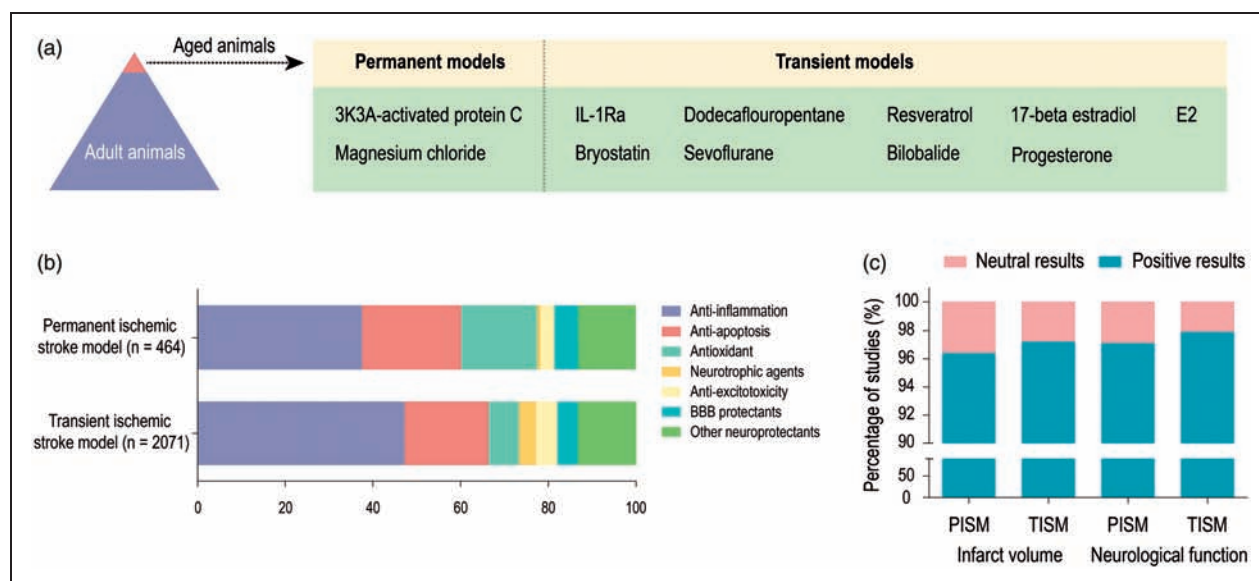 (a)
Aged animals
Adult animals
Permanent models
Transient models
3K3A-activated protein C
IL-1Ra
Dodecaflouropentane
Resveratrol
17-beta estradiol
E2
Magnesium chloride
Bryostatin
Sevoflurane
Bilobalide
Progesterone
(b)
Permanent ischemic
stroke model (n = 464)
Transient ischemic
stroke model (n = 2071)
0 20 40 60 80 100
Anti-inflammation
Anti-apoptosis
Antioxidant
Neurotrophic agents
Anti-excitotoxicity
BBB protectants
Other neuroprotectants
(c)
Neutral results
Positive results
Percentage of studies (%)
100
98
96
94
92
90
50
0
PISM TISM PISM TISM
Infarct volume Neurological function